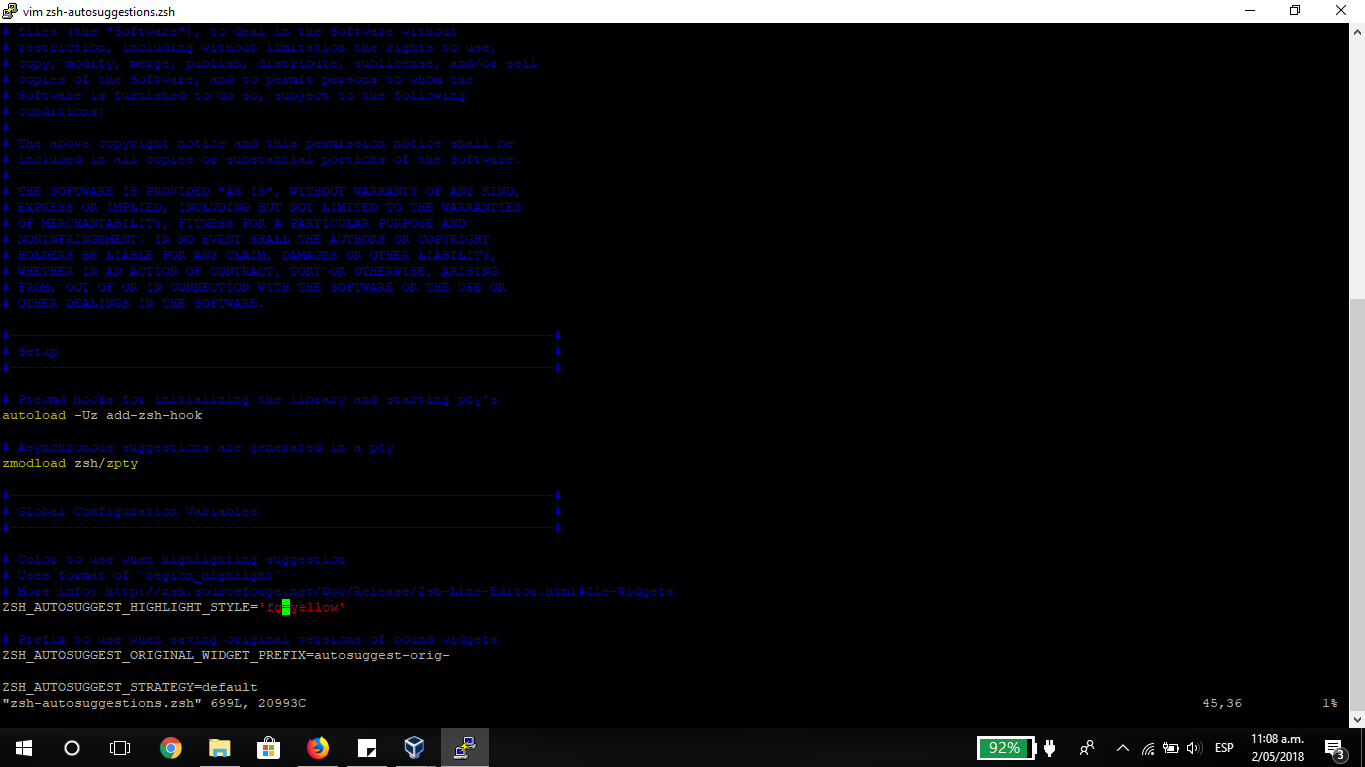 vim zsh-autosuggestions.zsh
# files (the "Software"), to deal in the Software without
# restriction, including without limitation the rights to use,
# copy, modify, merge, publish, distribute, sublicense, and/or sell
# copies of the Software, and to permit persons to whom the
# Software is furnished to do so, subject to the following
# conditions:
#
# The above copyright notice and this permission notice shall be
# included in all copies or substantial portions of the Software.
#
# THE SOFTWARE IS PROVIDED "AS IS", WITHOUT WARRANTY OF ANY KIND,
# EXPRESS OR IMPLIED, INCLUDING BUT NOT LIMITED TO THE WARRANTIES
# OF MERCHANTABILITY, FITNESS FOR A PARTICULAR PURPOSE AND
# NONINFRINGEMENT. IN NO EVENT SHALL THE AUTHORS OR COPYRIGHT
# HOLDERS BE LIABLE FOR ANY CLAIM, DAMAGES OR OTHER LIABILITY,
# WHETHER IN AN ACTION OF CONTRACT, TORT OR OTHERWISE, ARISING
# FROM, OUT OF OR IN CONNECTION WITH THE SOFTWARE OR THE USE OR
# OTHER DEALINGS IN THE SOFTWARE.
#--------------------------------------------------------------------#
# Setup #
#--------------------------------------------------------------------#
# Precmd hooks for initializing the library and starting pty's
autoload -Uz add-zsh-hook
# Asynchronous suggestions are generated in a pty
zmodload zsh/zpty
#--------------------------------------------------------------------#
# Global Configuration Variables #
#--------------------------------------------------------------------#
# Color to use when highlighting suggestion
# Uses format of `region_highlight`
# More info: http://zsh.sourceforge.net/Doc/Release/Zsh-Line-Editor.html#Zle-Widgets
ZSH_AUTOSUGGEST_HIGHLIGHT_STYLE='fg=yellow'
# Prefix to use when saving original versions of bound widgets
ZSH_AUTOSUGGEST_ORIGINAL_WIDGET_PREFIX=autosuggest-orig-
ZSH_AUTOSUGGEST_STRATEGY=default
"zsh-autosuggestions.zsh" 699L, 20993C 45,36 1%
92% ESP 11:08 a.m.
2/05/2018 3